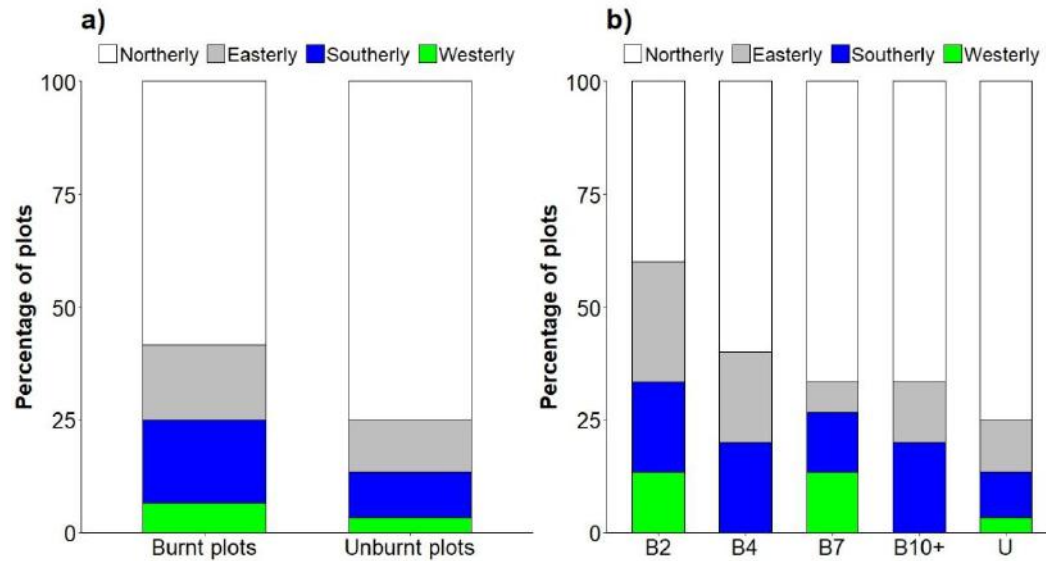 a)
Northerly Easterly Southerly Westerly
100
75
50
25
0
Percentage of plots
Burnt plots Unburnt plots
b)
Northerly Easterly Southerly Westerly
100
75
50
25
0
Percentage of plots
B2 B4 B7 B10+ U